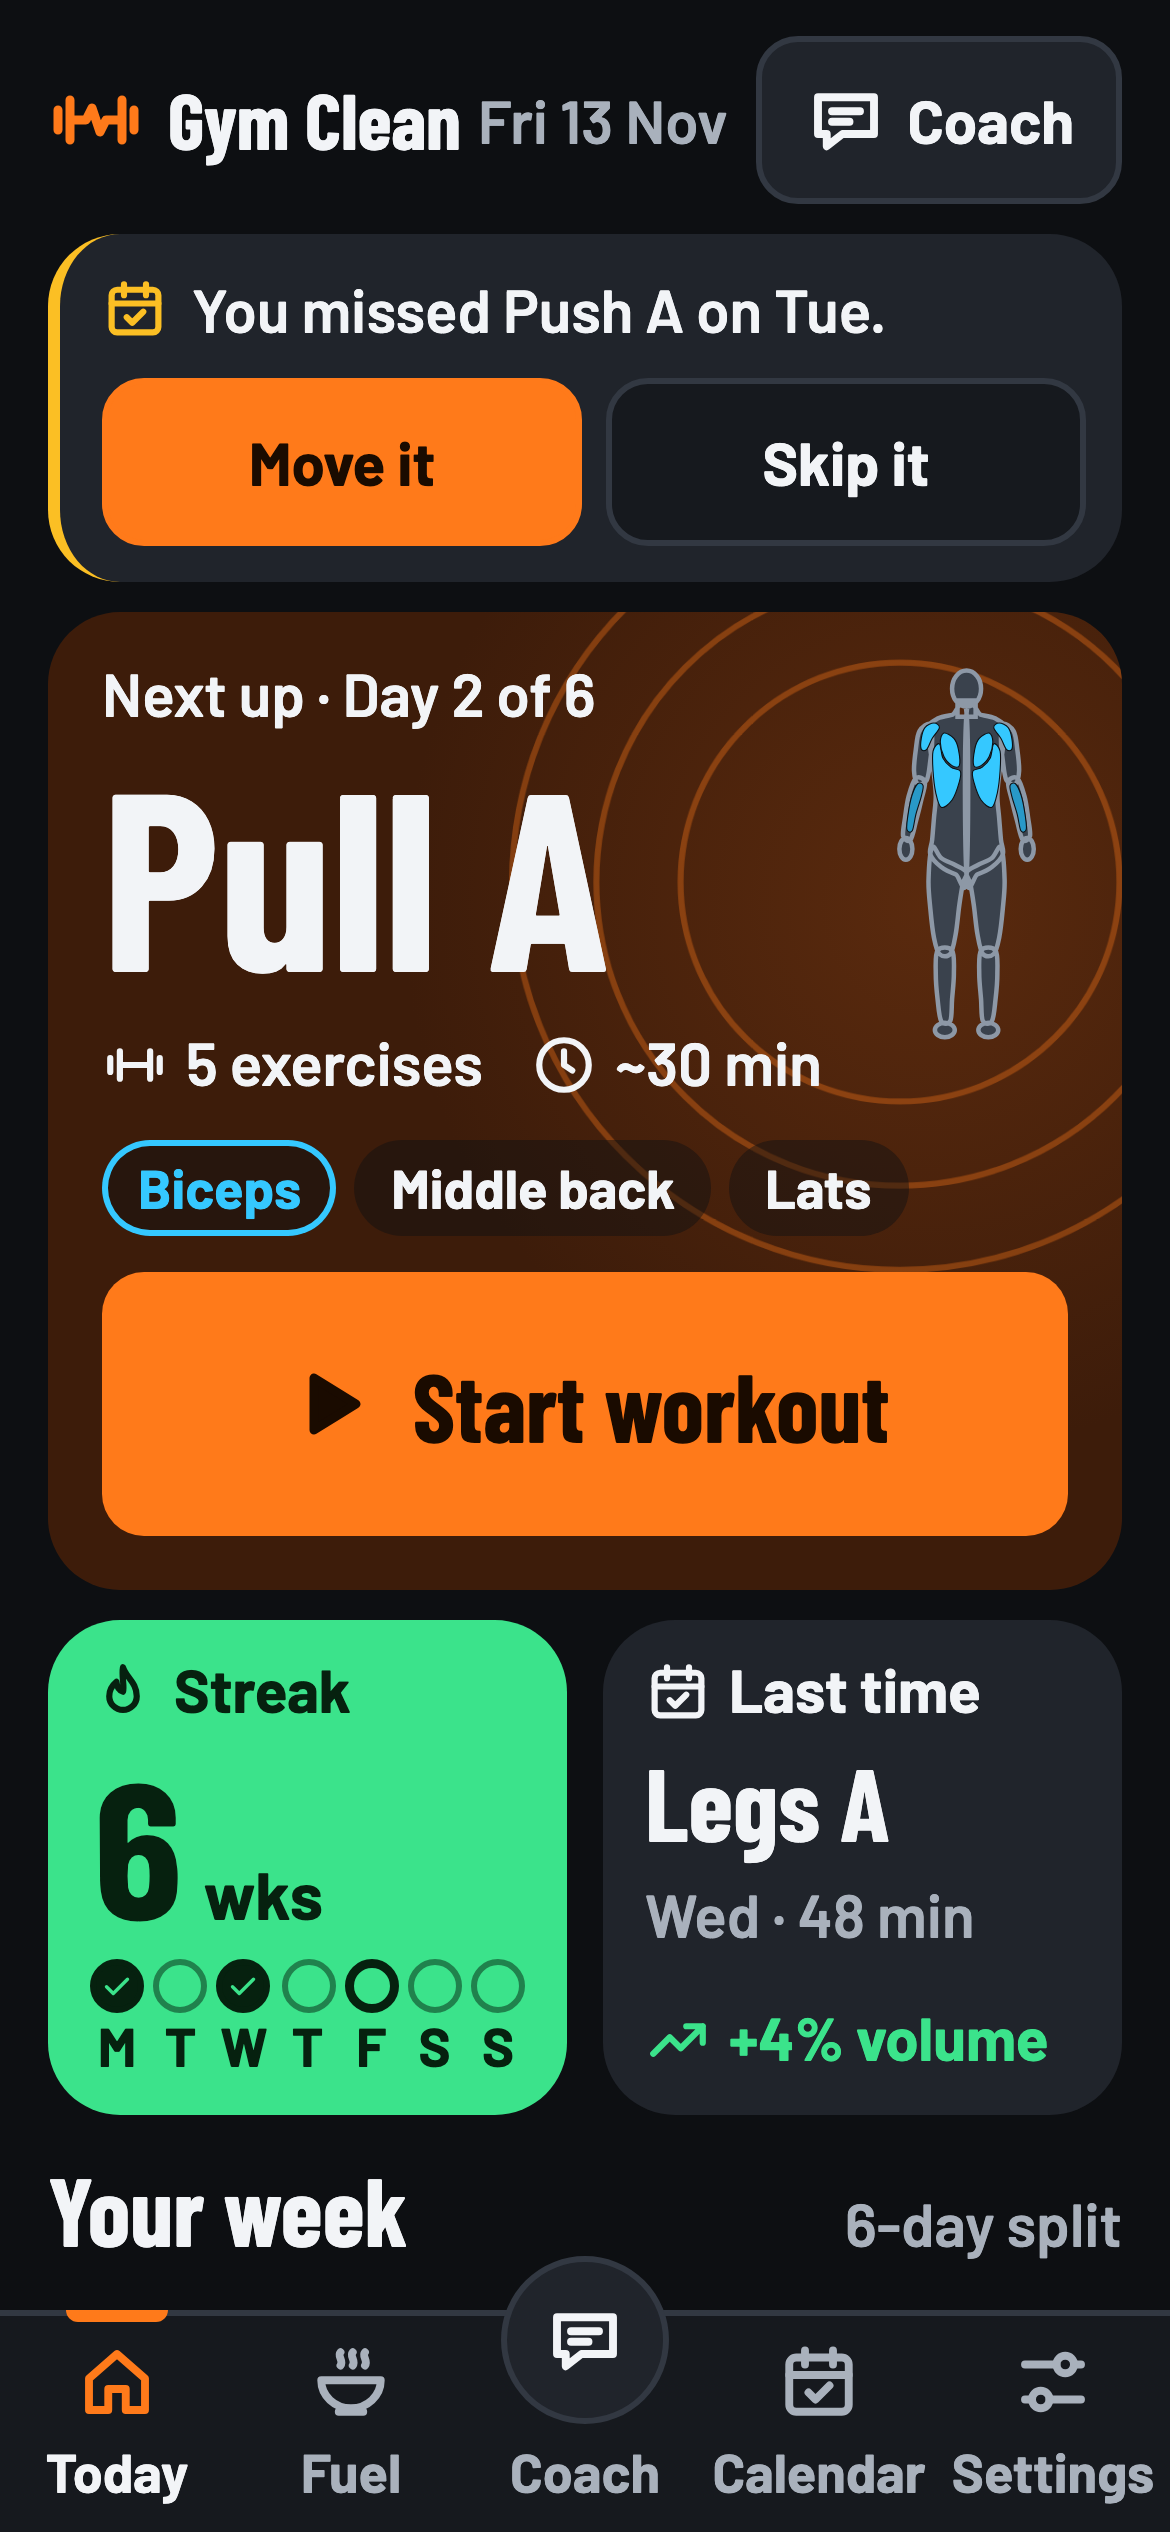 Gym Clean Fri 13 Nov
Coach
You missed Push A on Tue.
Move it
Skip it
Next up · Day 2 of 6
Pull A
5 exercises
~30 min
Biceps
Middle back
Lats
Start workout
Streak
6 wks
M T W T F S S
Last time
Legs A
Wed · 48 min
+4% volume
Your week
6-day split
Today
Fuel
Coach
Calendar
Settings